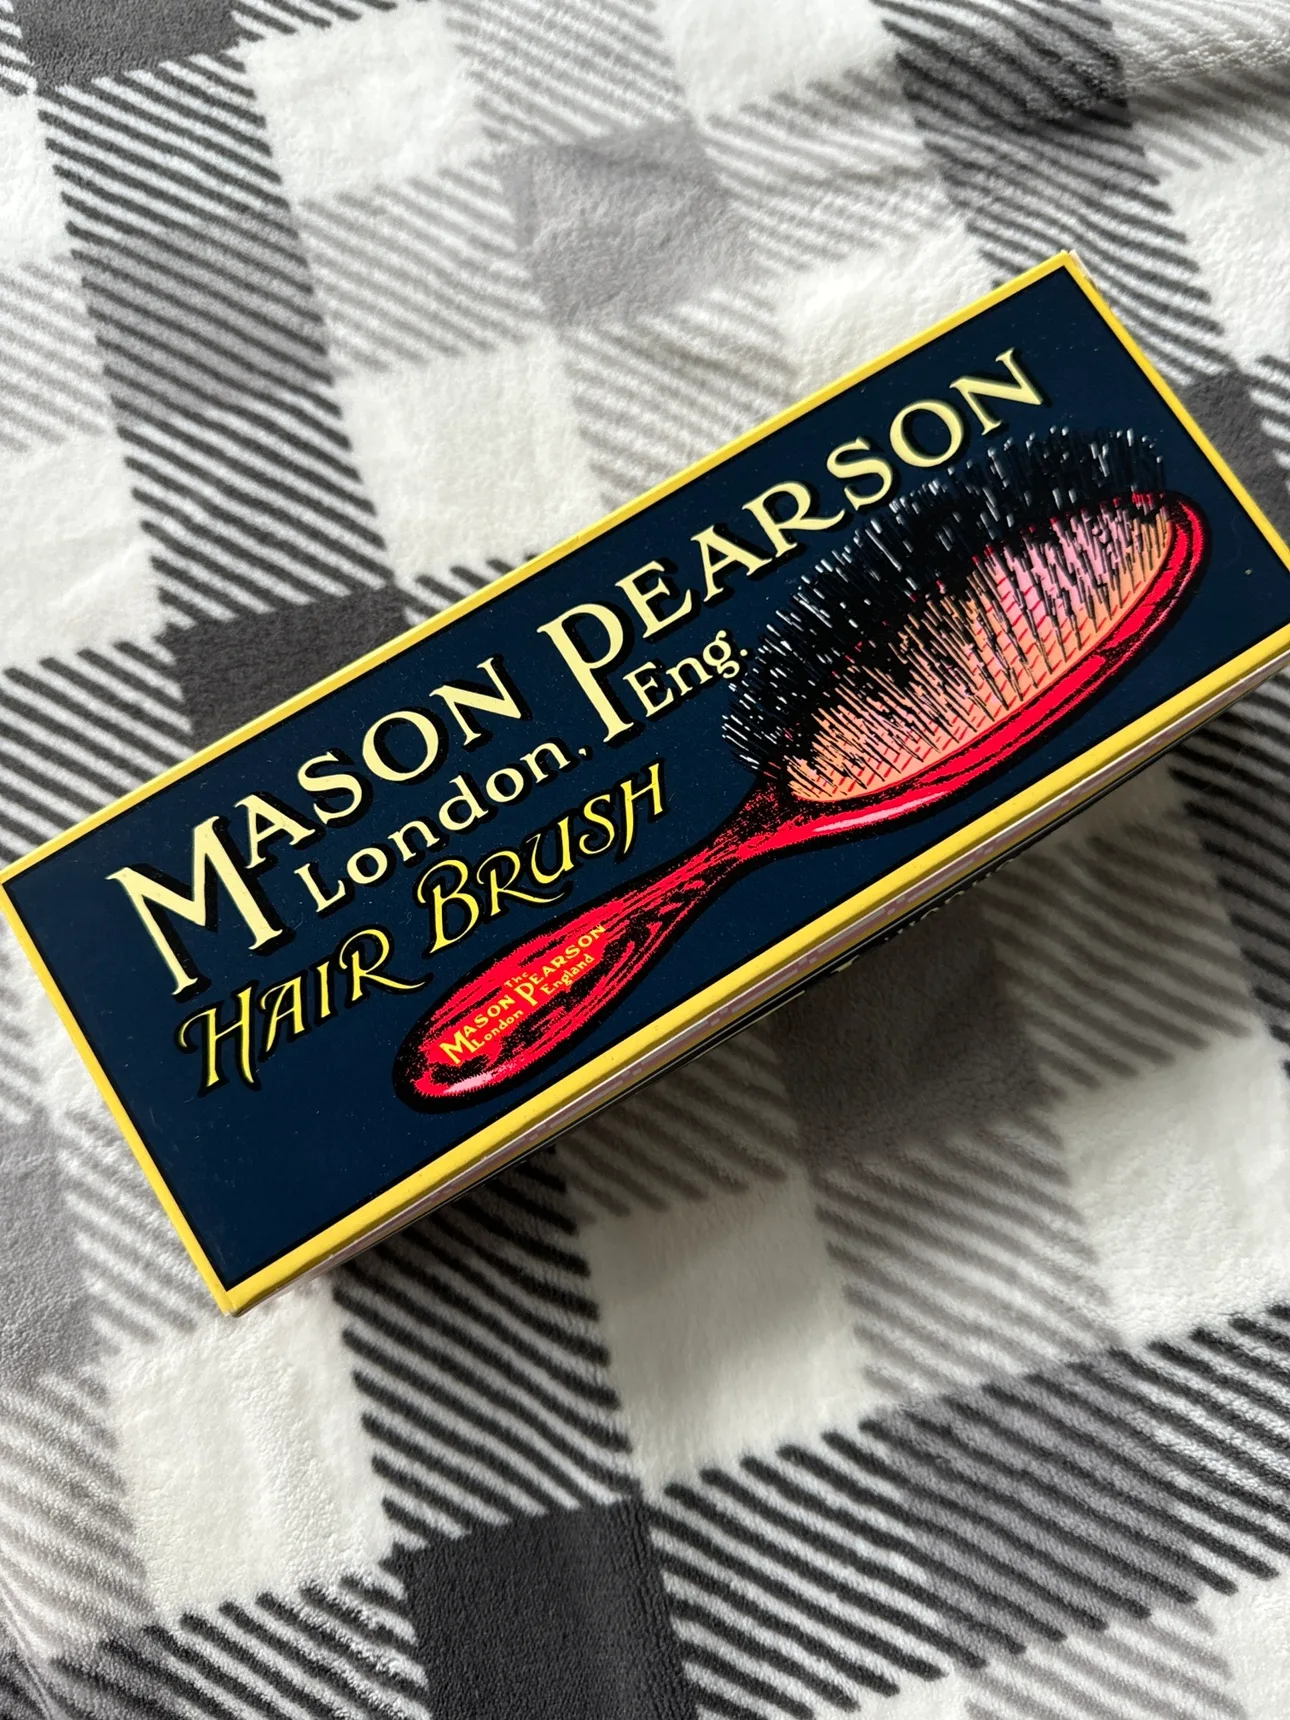 MASON PEARSON
London, Eng.
HAIR BRUSH
The
MASON PEARSON
London England